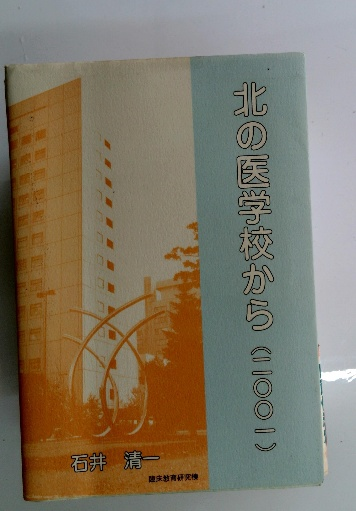 北の医学校から（二〇〇一）
石井 清一
臨床教育研究機